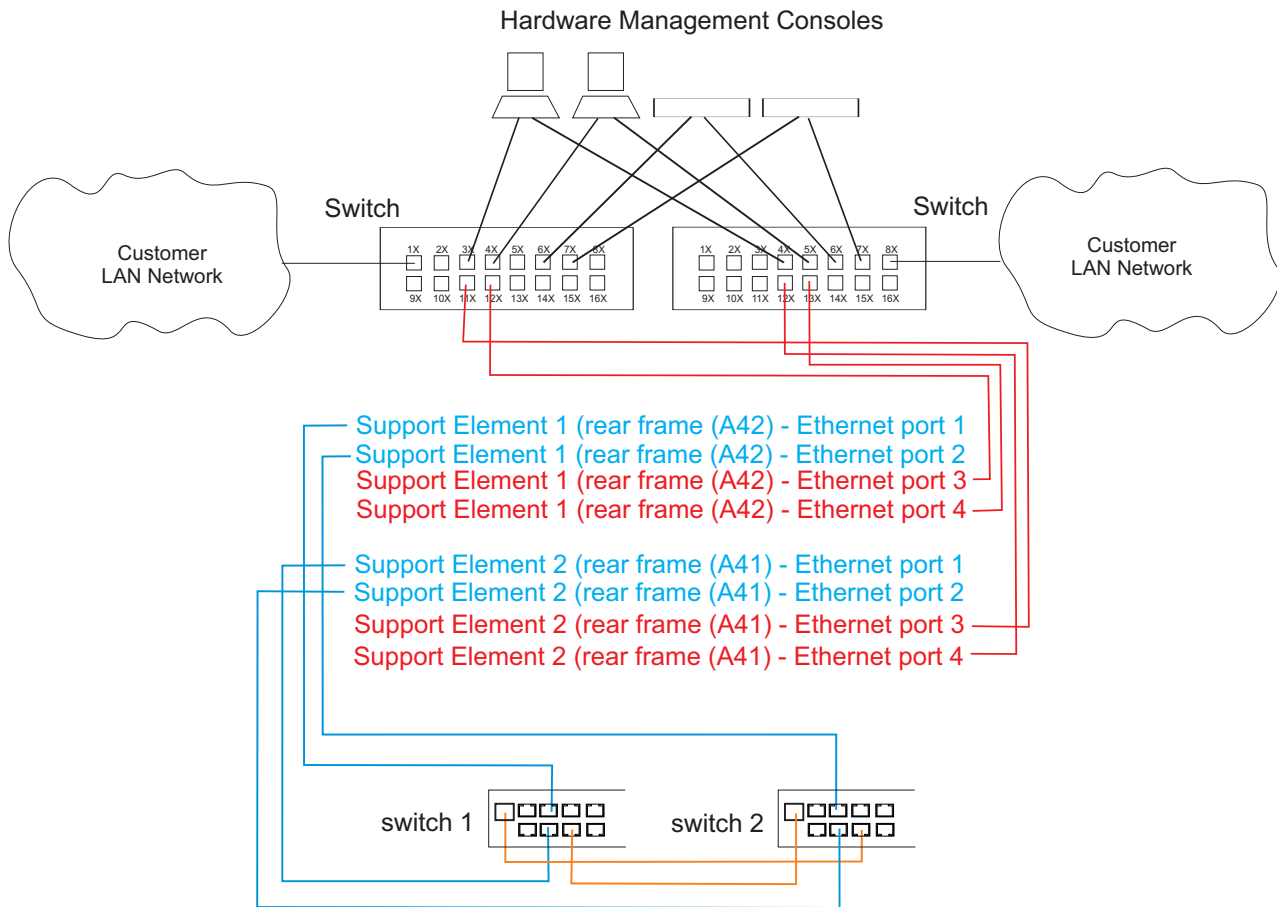 Hardware Management Consoles
Switch
Switch
Customer
LAN Network
Customer
LAN Network
1X 2X 3X 4X 5X 6X 7X 8X
9X 10X 11X 12X 13X 14X 15X 16X
1X 2X 3X 4X 5X 6X 7X 8X
9X 10X 11X 12X 13X 14X 15X 16X
Support Element 1 (rear frame (A42) - Ethernet port 1
Support Element 1 (rear frame (A42) - Ethernet port 2
Support Element 1 (rear frame (A42) - Ethernet port 3
Support Element 1 (rear frame (A42) - Ethernet port 4
Support Element 2 (rear frame (A41) - Ethernet port 1
Support Element 2 (rear frame (A41) - Ethernet port 2
Support Element 2 (rear frame (A41) - Ethernet port 3
Support Element 2 (rear frame (A41) - Ethernet port 4
switch 1
switch 2